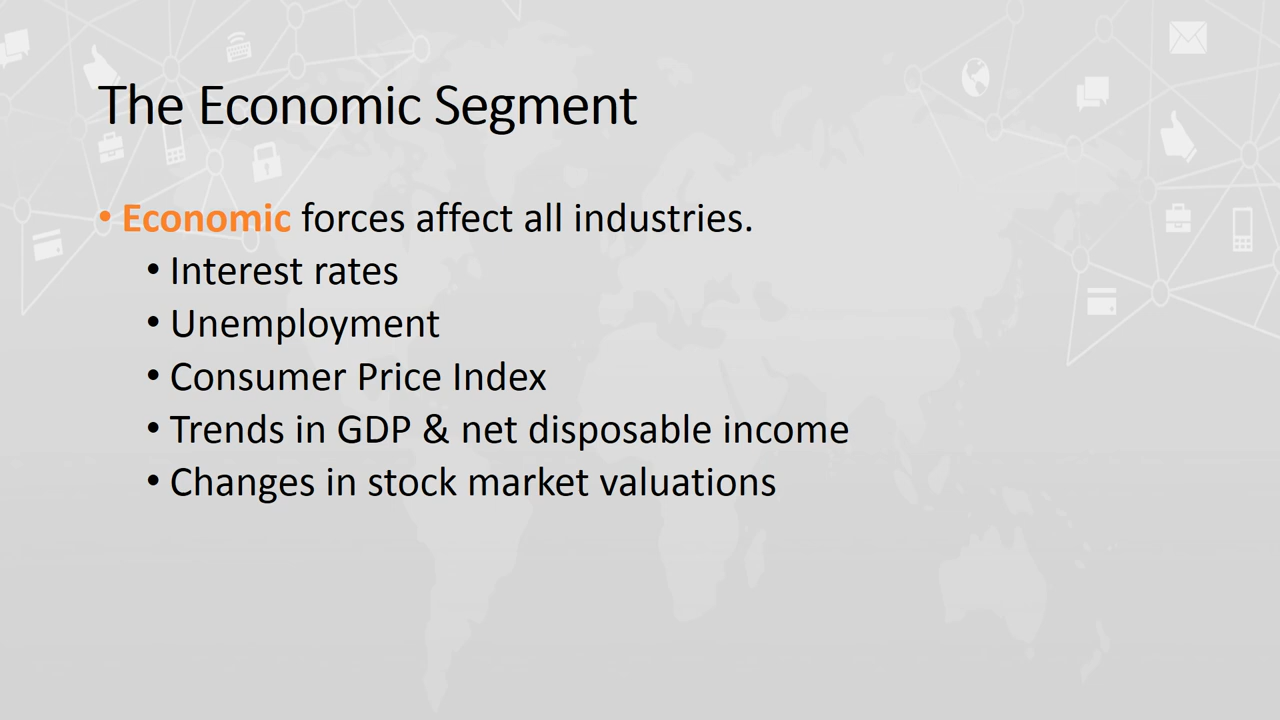 The Economic Segment
• Economic forces affect all industries.
• Interest rates
• Unemployment
• Consumer Price Index
• Trends in GDP & net disposable income
• Changes in stock market valuations